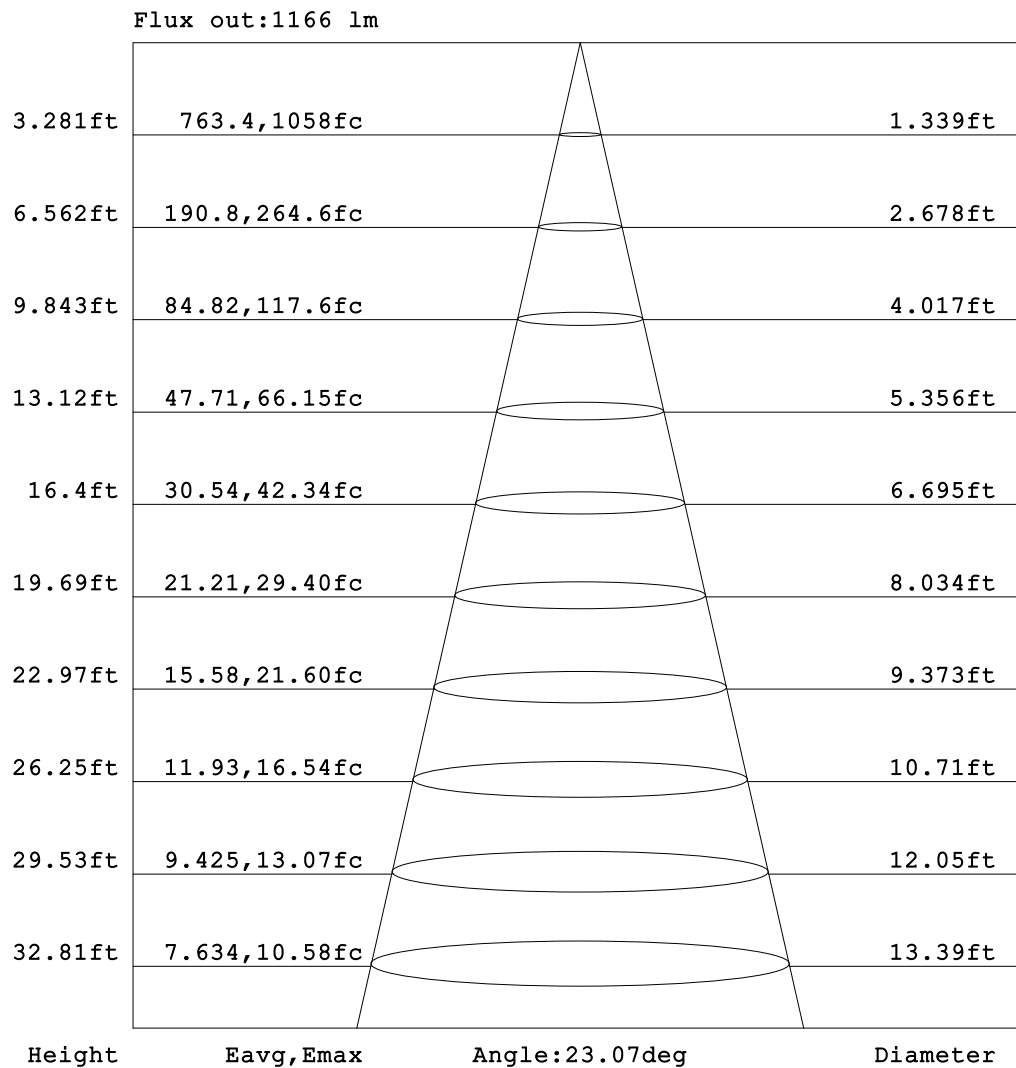 Flux out:1166 lm
3.281ft 763.4,1058fc 1.339ft
6.562ft 190.8,264.6fc 2.678ft
9.843ft 84.82,117.6fc 4.017ft
13.12ft 47.71,66.15fc 5.356ft
16.4ft 30.54,42.34fc 6.695ft
19.69ft 21.21,29.40fc 8.034ft
22.97ft 15.58,21.60fc 9.373ft
26.25ft 11.93,16.54fc 10.71ft
29.53ft 9.425,13.07fc 12.05ft
32.81ft 7.634,10.58fc 13.39ft
Height Eavg,Emax Angle:23.07deg Diameter